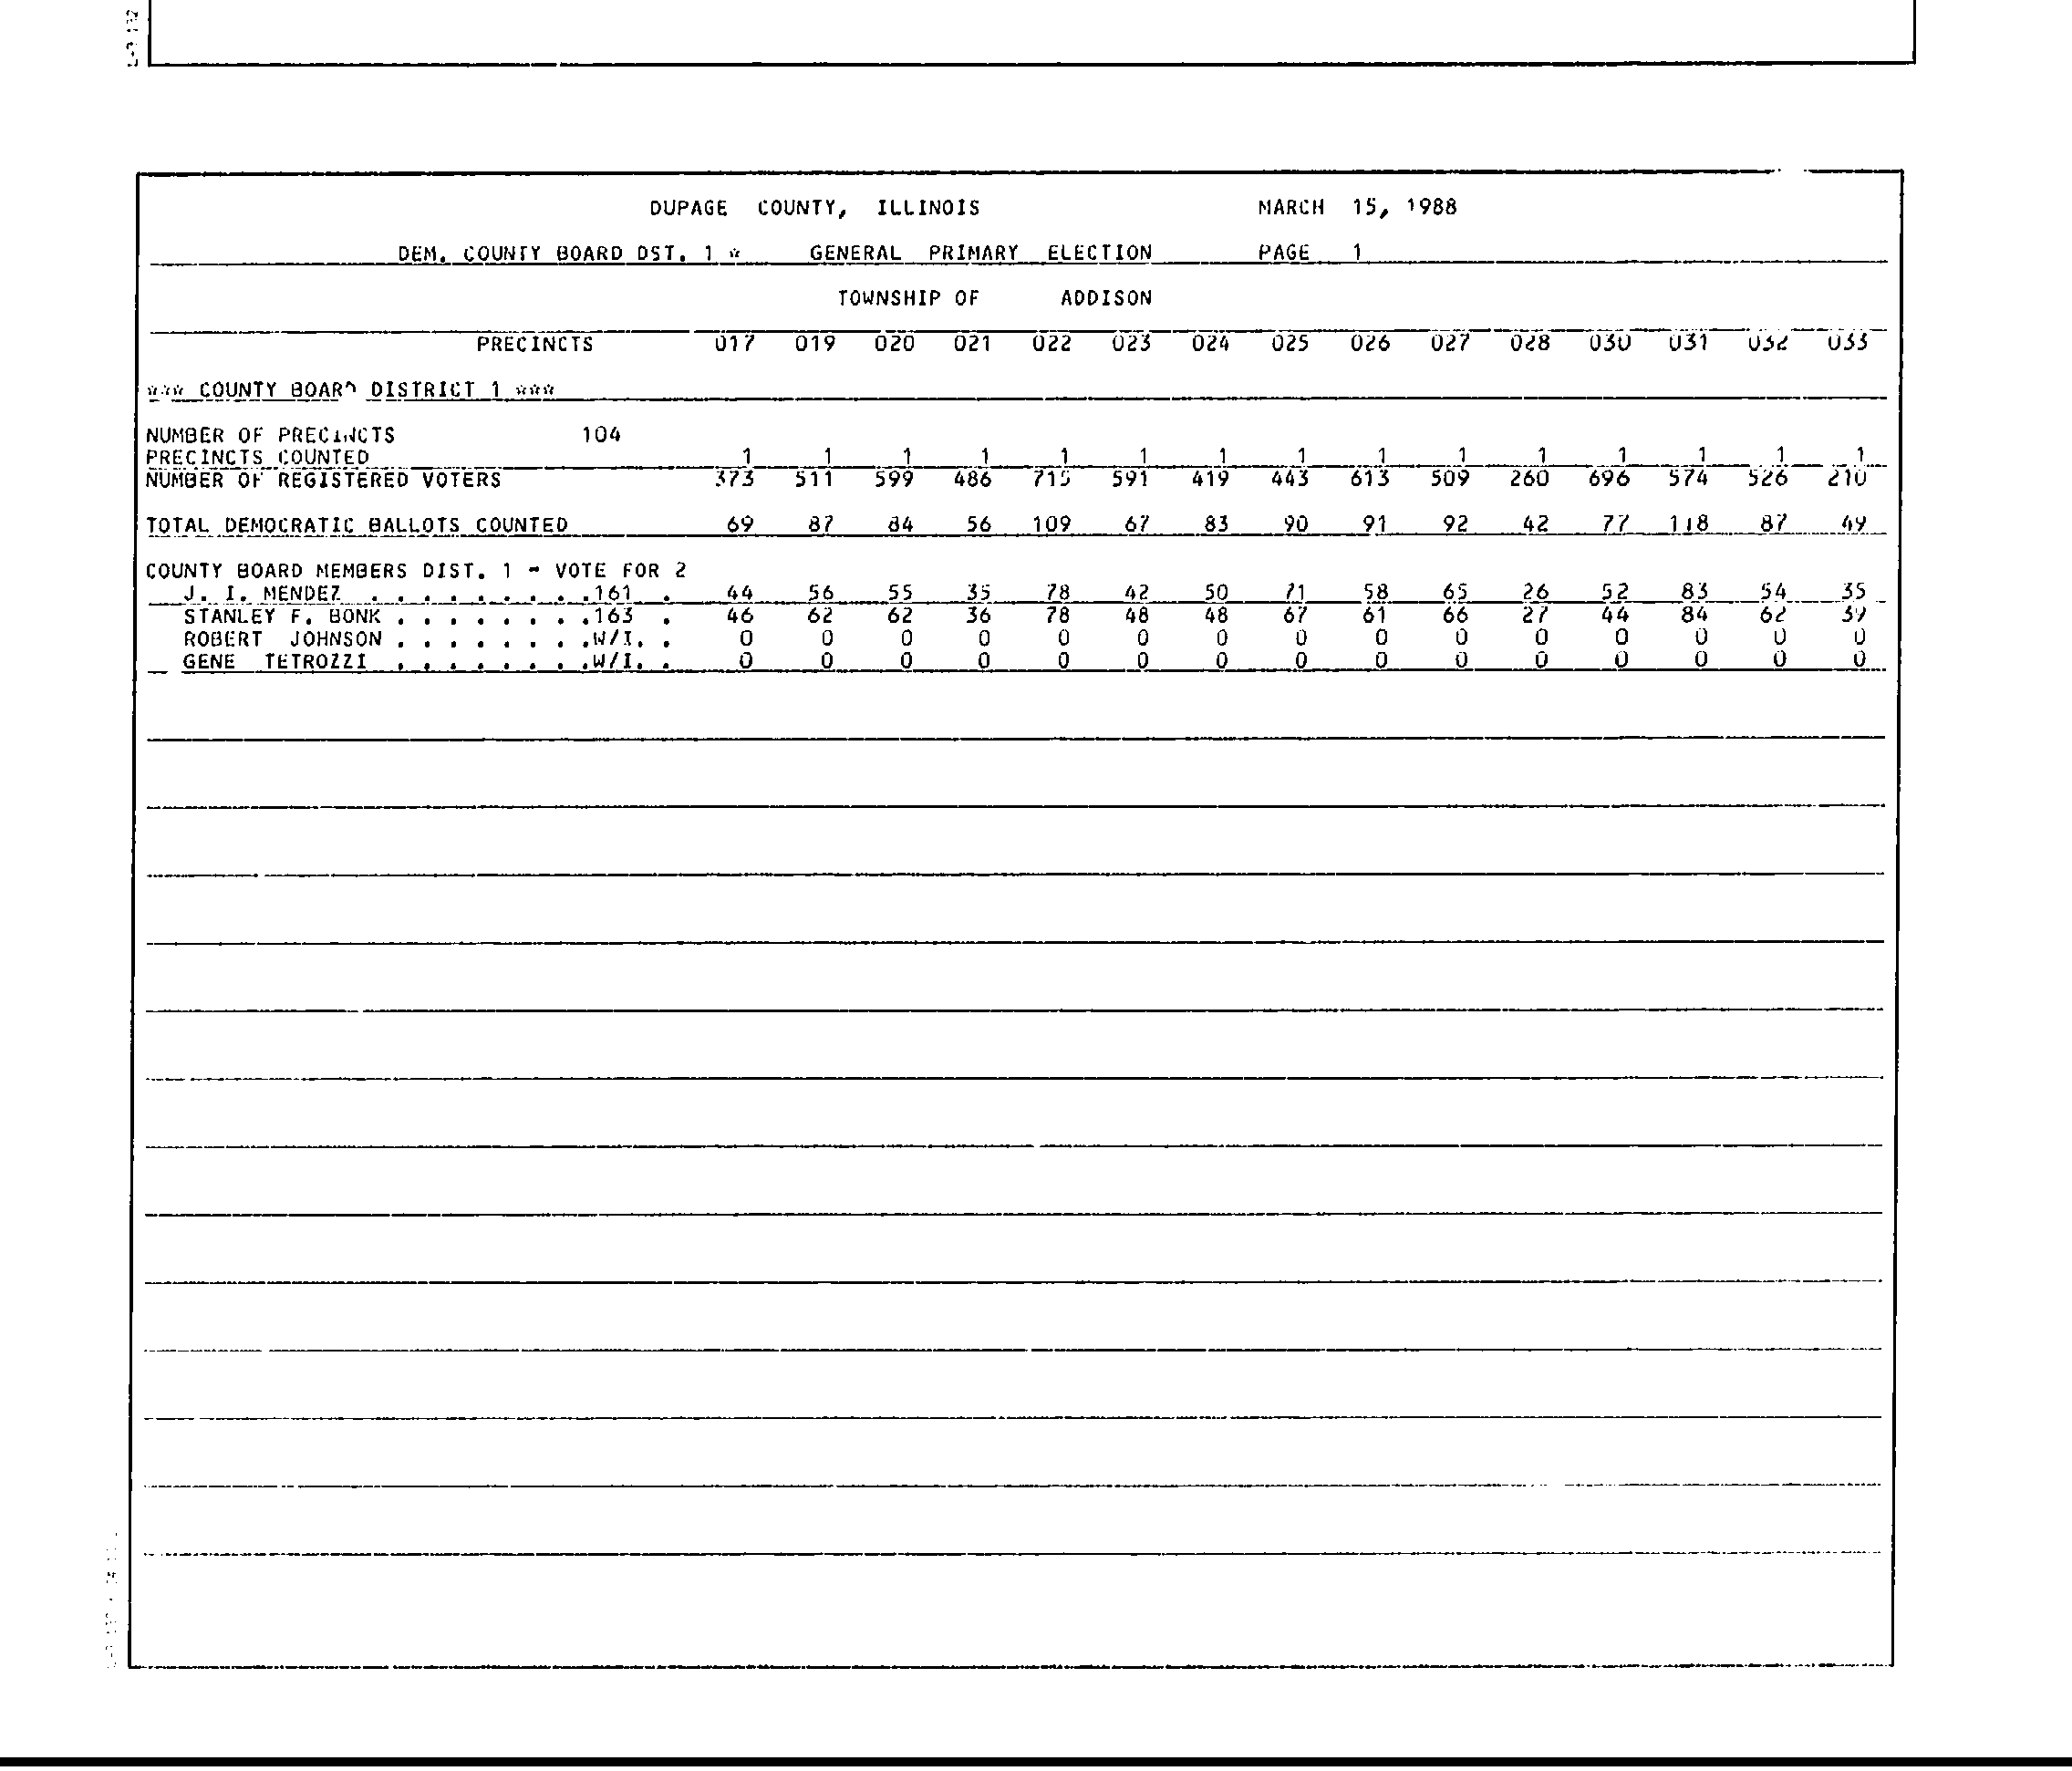 DUPAGE COUNTY, ILLINOIS MARCH 15, 1988
DEM. COUNTY BOARD DST. 1 * GENERAL PRIMARY ELECTION PAGE 1
TOWNSHIP OF ADDISON
PRECINCTS 017 019 020 021 022 023 024 025 026 027 028 030 031 032 033
*** COUNTY BOARD DISTRICT 1 ***
NUMBER OF PRECINCTS 104
PRECINCTS COUNTED 1 1 1 1 1 1 1 1 1 1 1 1 1 1 1
NUMBER OF REGISTERED VOTERS 373 511 599 486 715 591 419 443 613 509 260 696 574 526 210
TOTAL DEMOCRATIC BALLOTS COUNTED 69 87 84 56 109 67 83 90 91 92 42 77 118 87 49
COUNTY BOARD MEMBERS DIST. 1 - VOTE FOR 2
J. I. MENDEZ . . . . . . . . .161 . 44 56 55 35 78 42 50 71 58 65 26 52 83 54 35
STANLEY F. BONK . . . . . . . .163 . 46 62 62 36 78 48 48 67 61 66 27 44 84 62 39
ROBERT JOHNSON . . . . . . . .W/I. . 0 0 0 0 0 0 0 0 0 0 0 0 0 0 0
GENE TETROZZI . . . . . . . .W/I. . 0 0 0 0 0 0 0 0 0 0 0 0 0 0 0